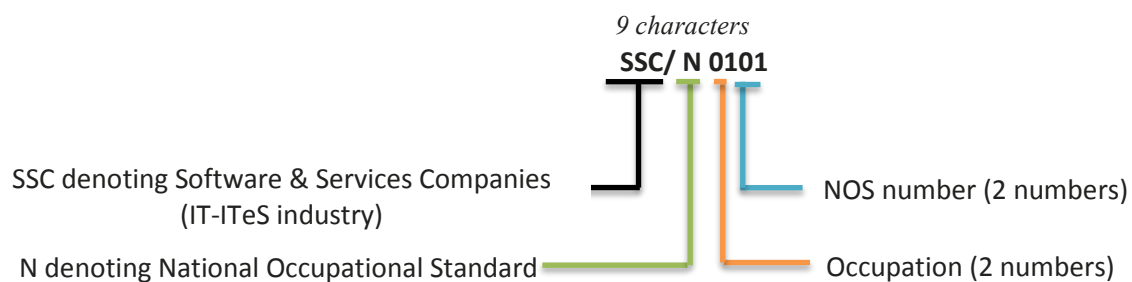 9 characters
SSC/ N 0101
SSC denoting Software & Services Companies
(IT-ITeS industry)
NOS number (2 numbers)
N denoting National Occupational Standard
Occupation (2 numbers)